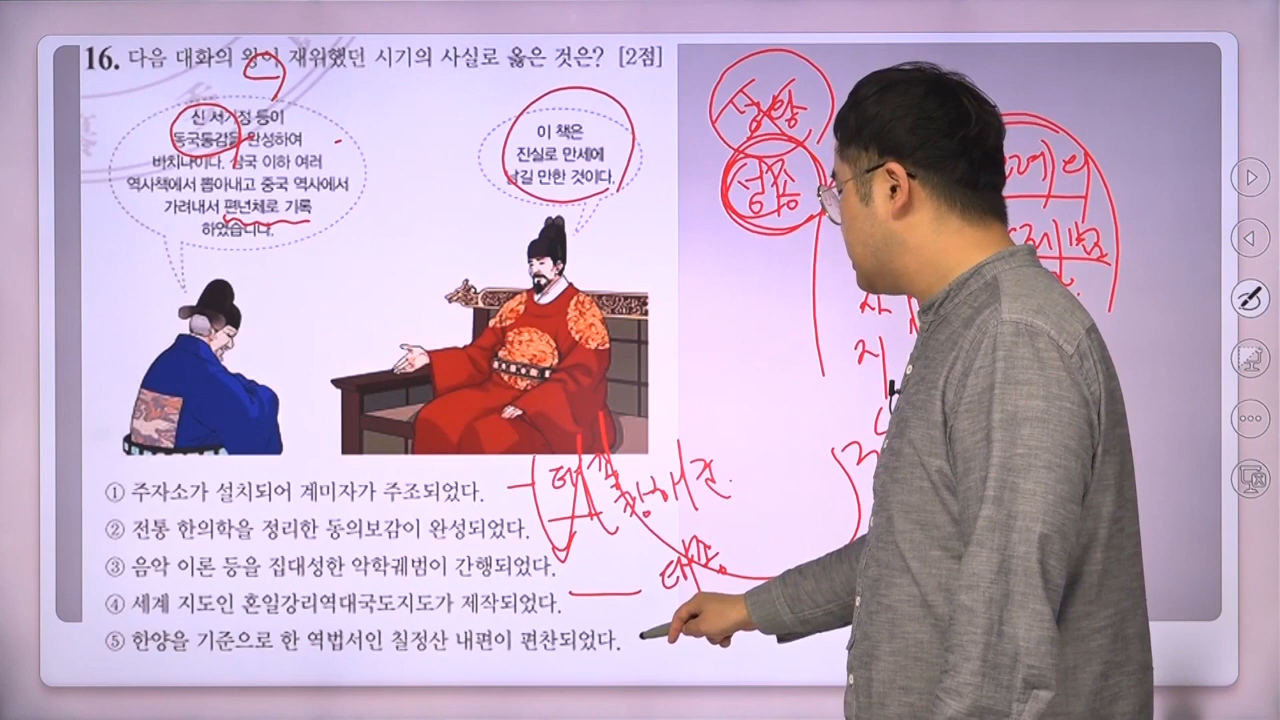 16. 다음 대화의 왕이 재위했던 시기의 사실로 옳은 것은? [2점]
신 서거정 등이
동국통감을 완성하여
바치나이다. 삼국 이하 여러
역사책에서 뽑아내고 중국 역사에서
가려내서 편년체로 기록
하였습니다.
이 책은
진실로 만세에
남길 만한 것이다.
① 주자소가 설치되어 계미자가 주조되었다.
② 전통 한의학을 정리한 동의보감이 완성되었다.
③ 음악 이론 등을 집대성한 악학궤범이 간행되었다.
④ 세계 지도인 혼일강리역대국도지도가 제작되었다.
⑤ 한양을 기준으로 한 역법서인 칠정산 내편이 편찬되었다.
성종
광해군
태종